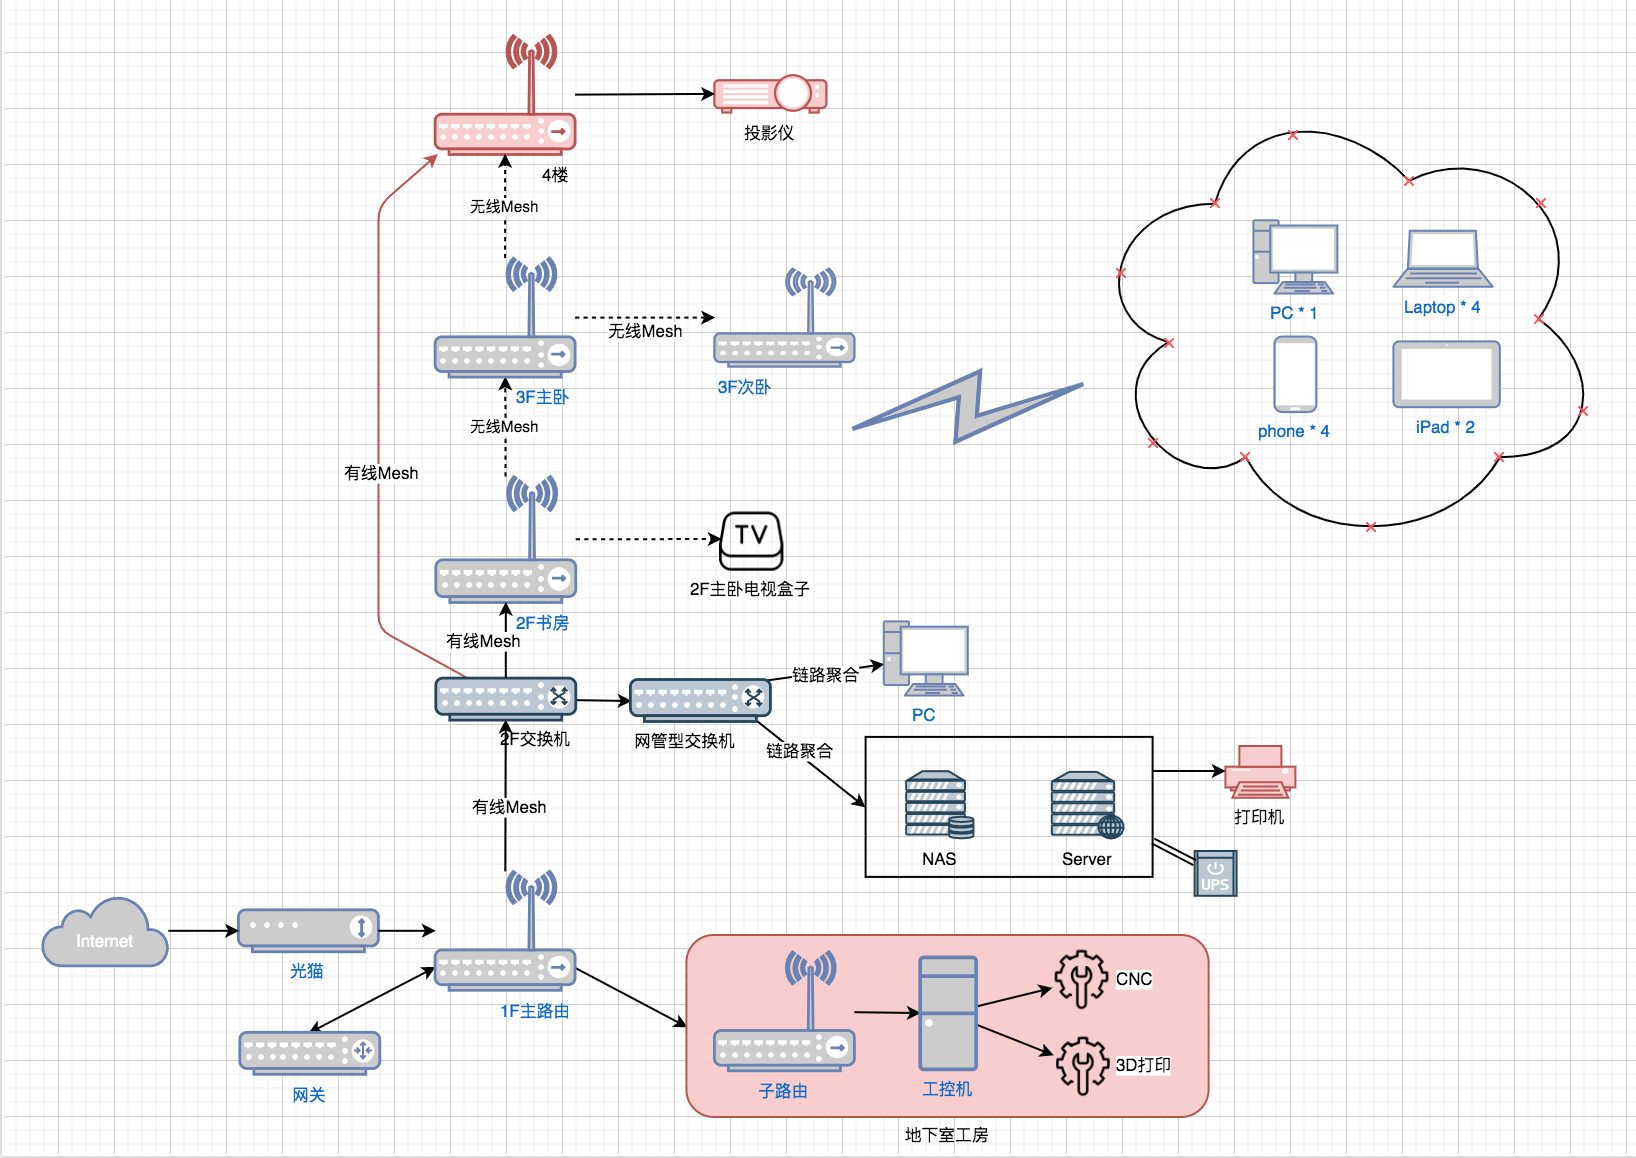 投影仪
4楼
无线Mesh
PC * 1
Laptop * 4
无线Mesh
3F主卧
3F次卧
无线Mesh
phone * 4
iPad * 2
有线Mesh
TV
2F主卧电视盒子
2F书房
有线Mesh
链路聚合
PC
2F交换机
网管型交换机
链路聚合
有线Mesh
打印机
NAS
Server
UPS
Internet
光猫
1F主路由
CNC
3D打印
网关
子路由
工控机
地下室工房